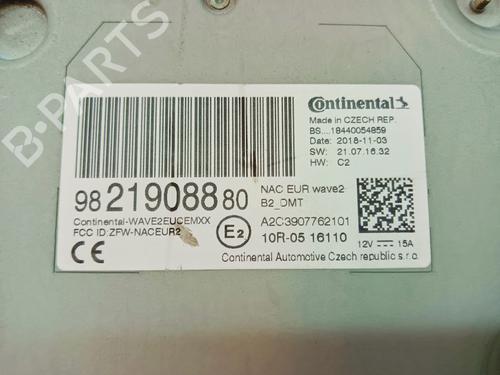 Continental
Made in CZECH REP.
BS....18440054859
Date: 2018-11-03
SW: 21.07.16.32
HW: C2
98 219088 80
NAC EUR wave2
B2_DMT
Continental-WAVE2EUCEMXX
FCC ID:ZFW-NACEUR2
A2C3907762101
E2
10R-05 16110
12V 15A
CE
Continental Automotive Czech republic s.r.o.
B-PARTS